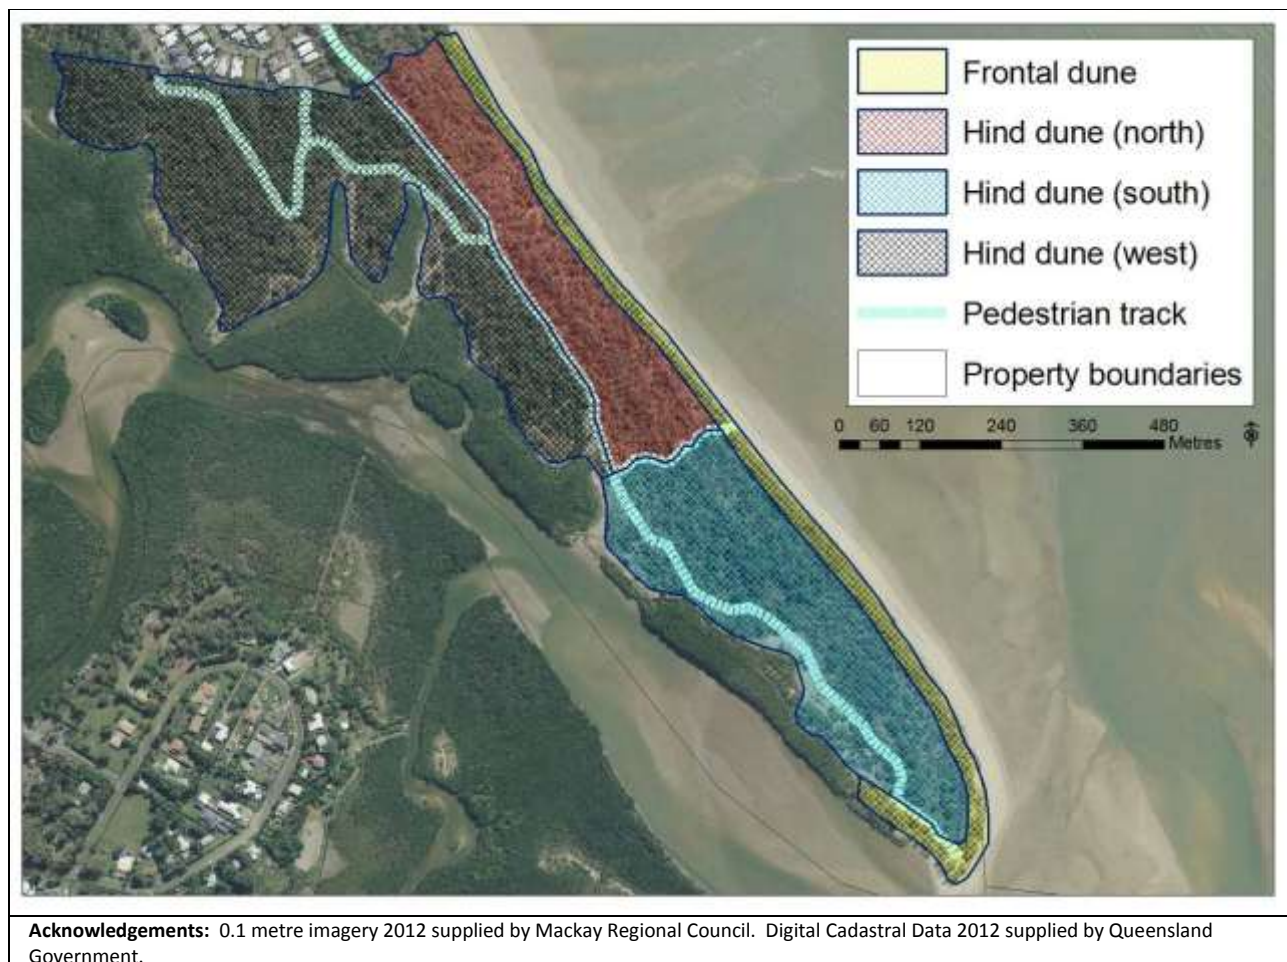 Frontal dune
Hind dune (north)
Hind dune (south)
Hind dune (west)
Pedestrian track
Property boundaries
0 60 120 240 360 480
Metres
Acknowledgements: 0.1 metre imagery 2012 supplied by Mackay Regional Council. Digital Cadastral Data 2012 supplied by Queensland
Government.